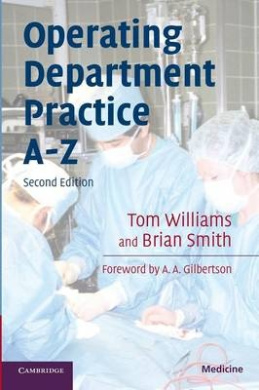 Operating
Department
Practice
A–Z
Second Edition
Tom Williams
and Brian Smith
Foreword by A. A. Gilbertson
CAMBRIDGE
Medicine